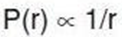 P(r) ∝ 1/r